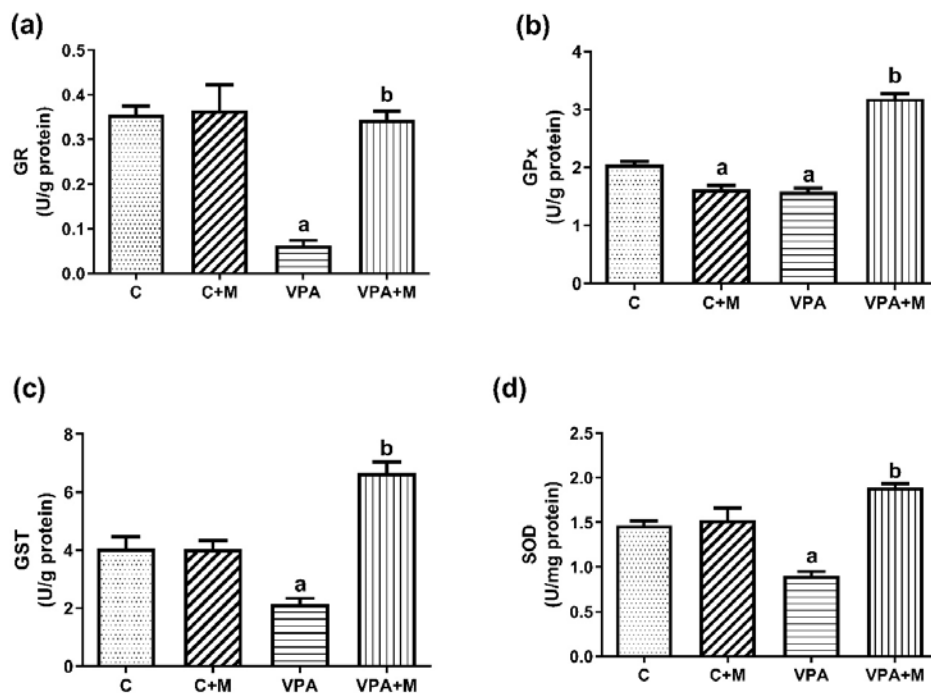 (a)
0.5
0.4
0.3
0.2
0.1
0.0
GR
(U/g protein)
a
b
C C+M VPA VPA+M
(b)
4
3
2
1
0
GPx
(U/g protein)
a
a
b
C C+M VPA VPA+M
(c)
8
6
4
2
0
GST
(U/g protein)
a
b
C C+M VPA VPA+M
(d)
2.5
2.0
1.5
1.0
0.5
0.0
SOD
(U/mg protein)
a
b
C C+M VPA VPA+M